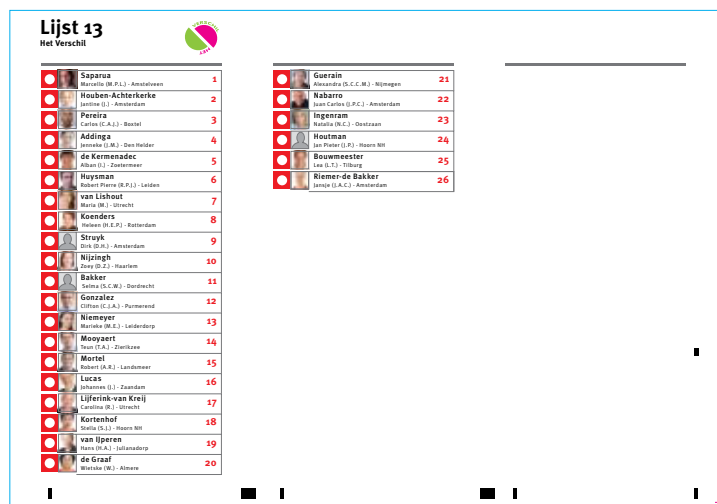 Lijst 13
Het Verschil
VERSCHIL
HET
Saparua
Marcello (M.P.L.) - Amstelveen
1
Houben-Achterkerke
Jantine (J.) - Amsterdam
2
Pereira
Carlos (C.A.J.) - Boxtel
3
Addinga
Jenneke (J.M.) - Den Helder
4
de Kermenadec
Alban (I.) - Zoetermeer
5
Huysman
Robert Pierre (R.P.J.) - Leiden
6
van Lishout
Maria (M.) - Utrecht
7
Koenders
Heleen (H.E.P.) - Rotterdam
8
Struyk
Dirk (D.H.) - Amsterdam
9
Nijzingh
Zoey (D.Z.) - Haarlem
10
Bakker
Selma (S.C.W.) - Dordrecht
11
Gonzalez
Clifton (C.J.A.) - Purmerend
12
Niemeyer
Marieke (M.E.) - Leiderdorp
13
Mooyaert
Teun (T.A.) - Zierikzee
14
Mortel
Robert (A.R.) - Landsmeer
15
Lucas
Johannes (J.) - Zaandam
16
Lijferink-van Kreij
Carolina (R.) - Utrecht
17
Kortenhof
Stella (S.J.) - Hoorn NH
18
van IJperen
Hans (H.A.) - Julianadorp
19
de Graaf
Wietske (W.) - Almere
20
Guerain
Alexandra (S.C.C.M.) - Nijmegen
21
Nabarro
Juan Carlos (J.P.C.) - Amsterdam
22
Ingenram
Natalia (N.C.) - Oostzaan
23
Houtman
Jan Pieter (J.P.) - Hoorn NH
24
Bouwmeester
Lea (L.T.) - Tilburg
25
Riemer-de Bakker
Jansje (J.A.C.) - Amsterdam
26